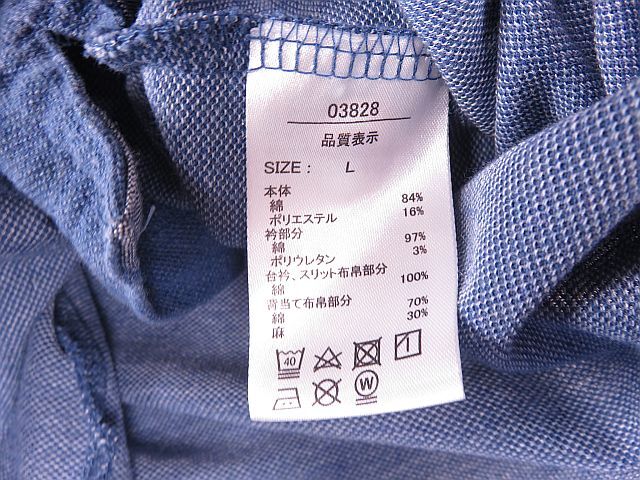 03828
品質表示
SIZE : L
本体
綿 84%
ポリエステル 16%
衿部分
綿 97%
ポリウレタン 3%
台衿、スリット布帛部分
綿 100%
背当て布帛部分
綿 70%
麻 30%
40
W